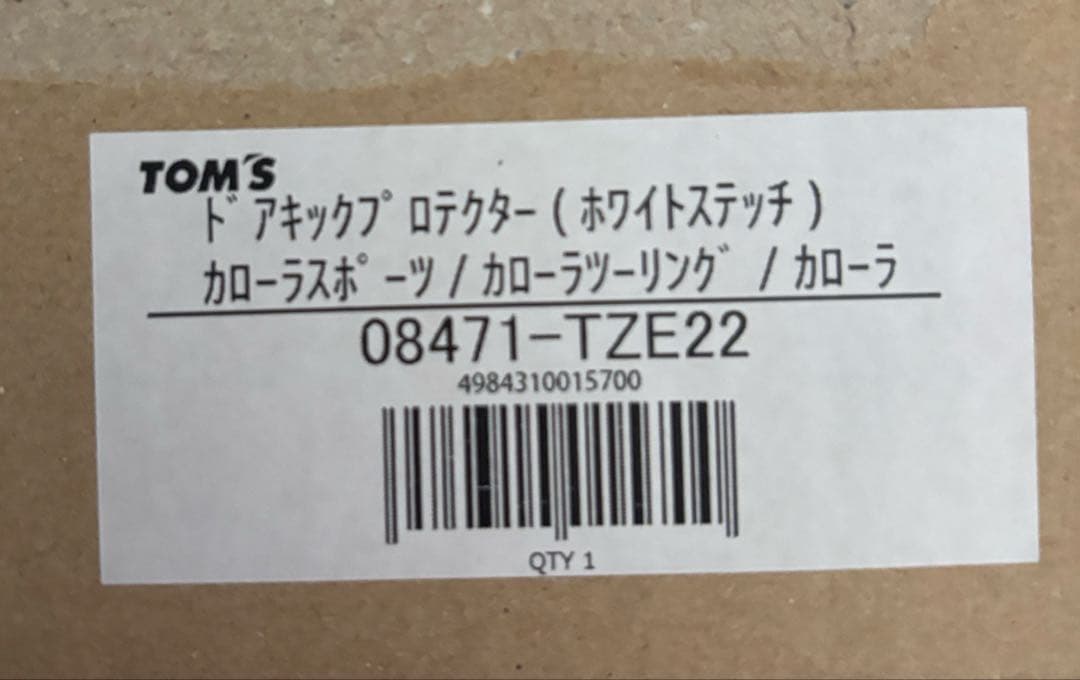 TOM'S
ドアキックプロテクター(ホワイトステッチ)
カローラスポーツ/カローラツーリング/カローラ
08471-TZE22
4984310015700
QTY 1